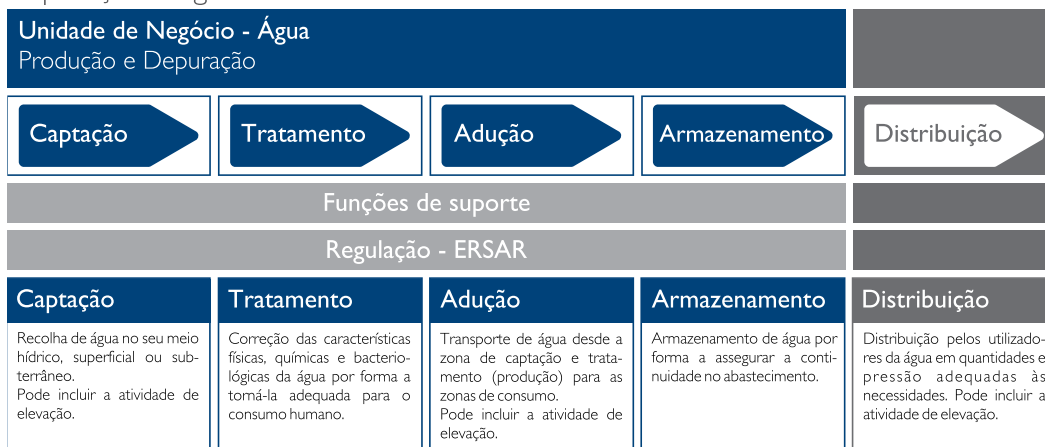 Unidade de Negócio - Água
Produção e Depuração
Captação
Tratamento
Adução
Armazenamento
Distribuição
Funções de suporte
Regulação - ERSAR
Captação
Recolha de água no seu meio
hídrico, superficial ou sub-
terrâneo.
Pode incluir a atividade de
elevação.
Tratamento
Correção das características
físicas, químicas e bacterio-
lógicas da água por forma a
torná-la adequada para o
consumo humano.
Adução
Transporte de água desde a
zona de captação e trata-
mento (produção) para as
zonas de consumo.
Pode incluir a atividade de
elevação.
Armazenamento
Armazenamento de água por
forma a assegurar a conti-
nuidade no abastecimento.
Distribuição
Distribuição pelos utilizado-
res da água em quantidades e
pressão adequadas às
necessidades. Pode incluir a
atividade de elevação.